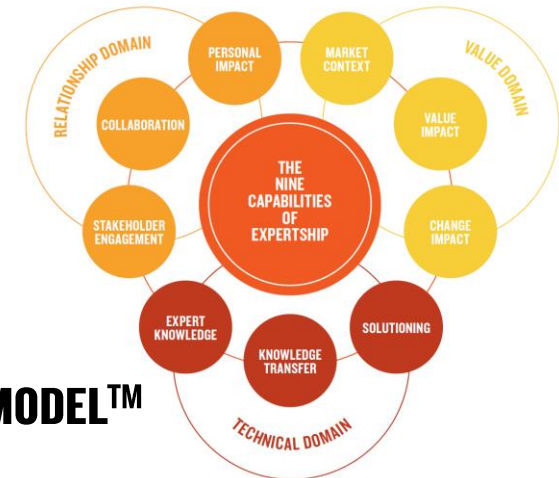 RELATIONSHIP DOMAIN
PERSONAL
IMPACT
MARKET
CONTEXT
VALUE DOMAIN
COLLABORATION
VALUE
IMPACT
THE
NINE
CAPABILITIES
OF
EXPERTSHIP
STAKEHOLDER
ENGAGEMENT
CHANGE
IMPACT
EXPERT
KNOWLEDGE
KNOWLEDGE
TRANSFER
SOLUTIONING
TECHNICAL DOMAIN
MODEL™